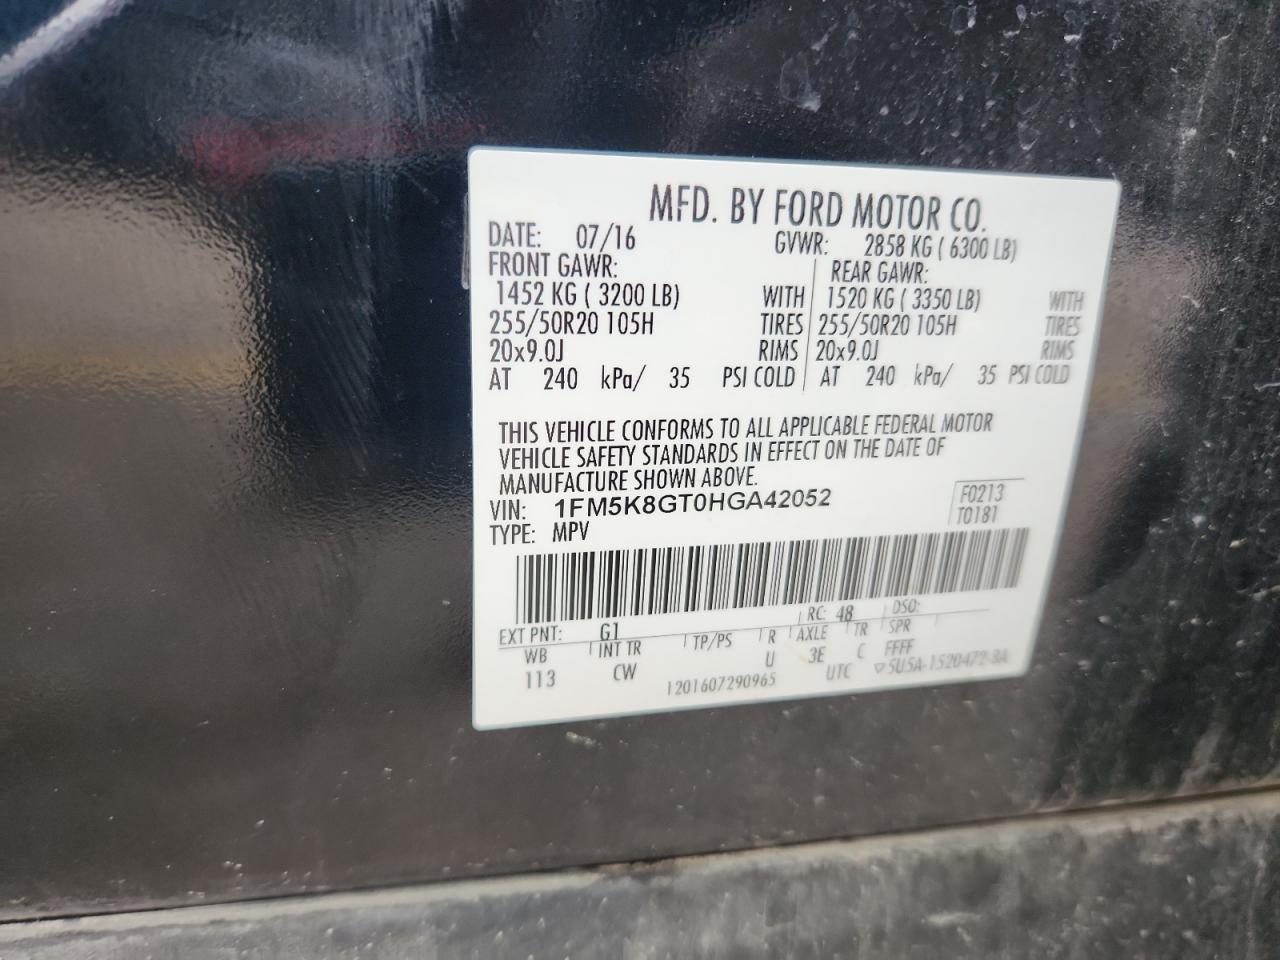 MFD. BY FORD MOTOR CO.
DATE: 07/16 GVWR: 2858 KG ( 6300 LB)
FRONT GAWR: REAR GAWR:
1452 KG ( 3200 LB) WITH 1520 KG ( 3350 LB) WITH
255/50R20 105H TIRES 255/50R20 105H TIRES
20x9.0J RIMS 20x9.0J RIMS
AT 240 kPa/ 35 PSI COLD AT 240 kPa/ 35 PSI COLD
THIS VEHICLE CONFORMS TO ALL APPLICABLE FEDERAL MOTOR
VEHICLE SAFETY STANDARDS IN EFFECT ON THE DATE OF
MANUFACTURE SHOWN ABOVE.
VIN: 1FM5K8GT0HGA42052 F0213
TYPE: MPV T0181
RC: 48 DSO:
EXT PNT: G1
WB INT TR TP/PS R AXLE TR SPR
113 CW U 3E C FFFF
1201607290965 UTC ▽5U5A-1520472-BA